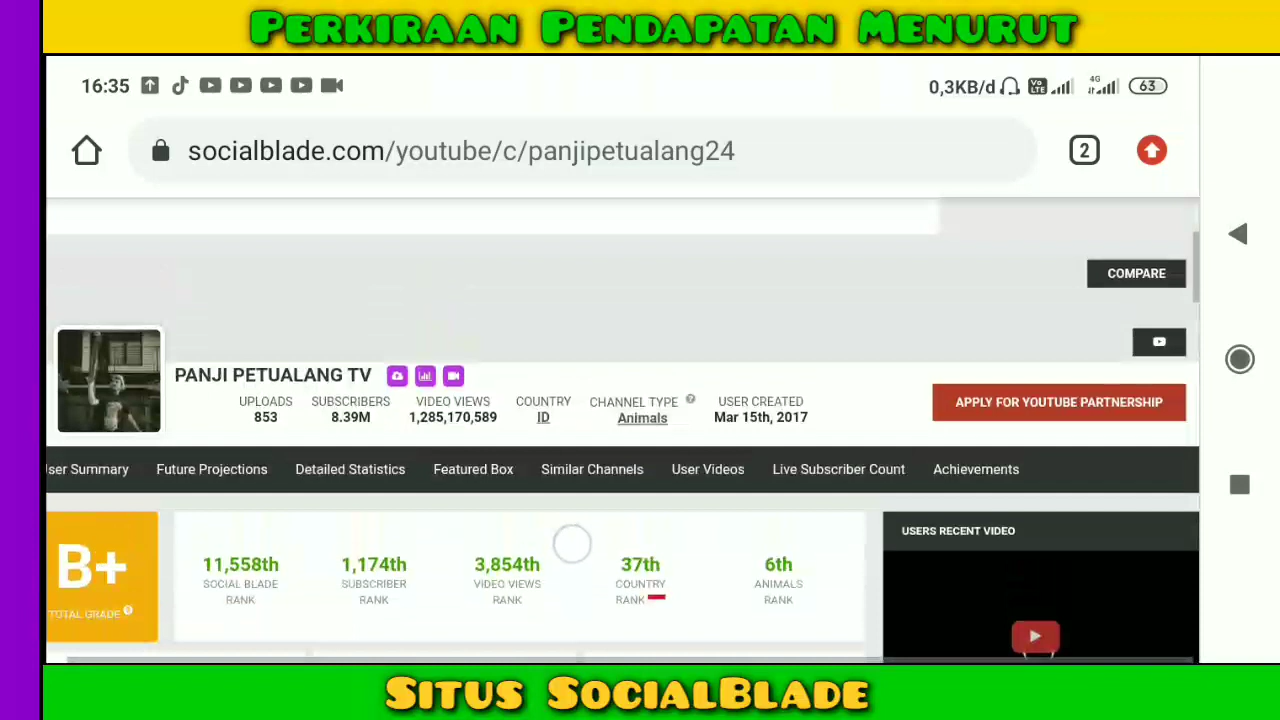 PERKIRAAN PENDAPATAN MENURUT
16:35
0,3KB/d Vo LTE 4G 63
socialblade.com/youtube/c/panjipetualang24
2
COMPARE
PANJI PETUALANG TV
UPLOADS SUBSCRIBERS VIDEO VIEWS COUNTRY CHANNEL TYPE ? USER CREATED
853 8.39M 1,285,170,589 ID Animals Mar 15th, 2017
APPLY FOR YOUTUBE PARTNERSHIP
ser Summary Future Projections Detailed Statistics Featured Box Similar Channels User Videos Live Subscriber Count Achievements
USERS RECENT VIDEO
B+
TOTAL GRADE ?
11,558th 1,174th 3,854th 37th 6th
SOCIAL BLADE SUBSCRIBER VIDEO VIEWS COUNTRY ANIMALS
RANK RANK RANK RANK RANK
SITUS SOCIALBLADE